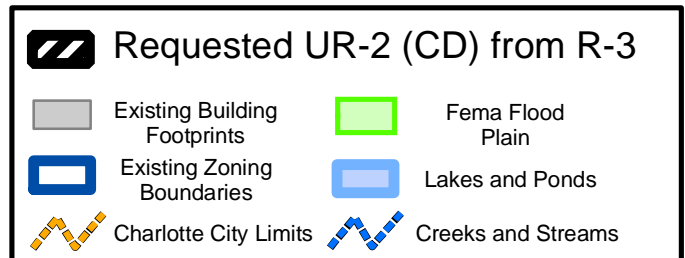 Requested UR-2 (CD) from R-3
Existing Building
Footprints
Fema Flood
Plain
Existing Zoning
Boundaries
Lakes and Ponds
Charlotte City Limits
Creeks and Streams